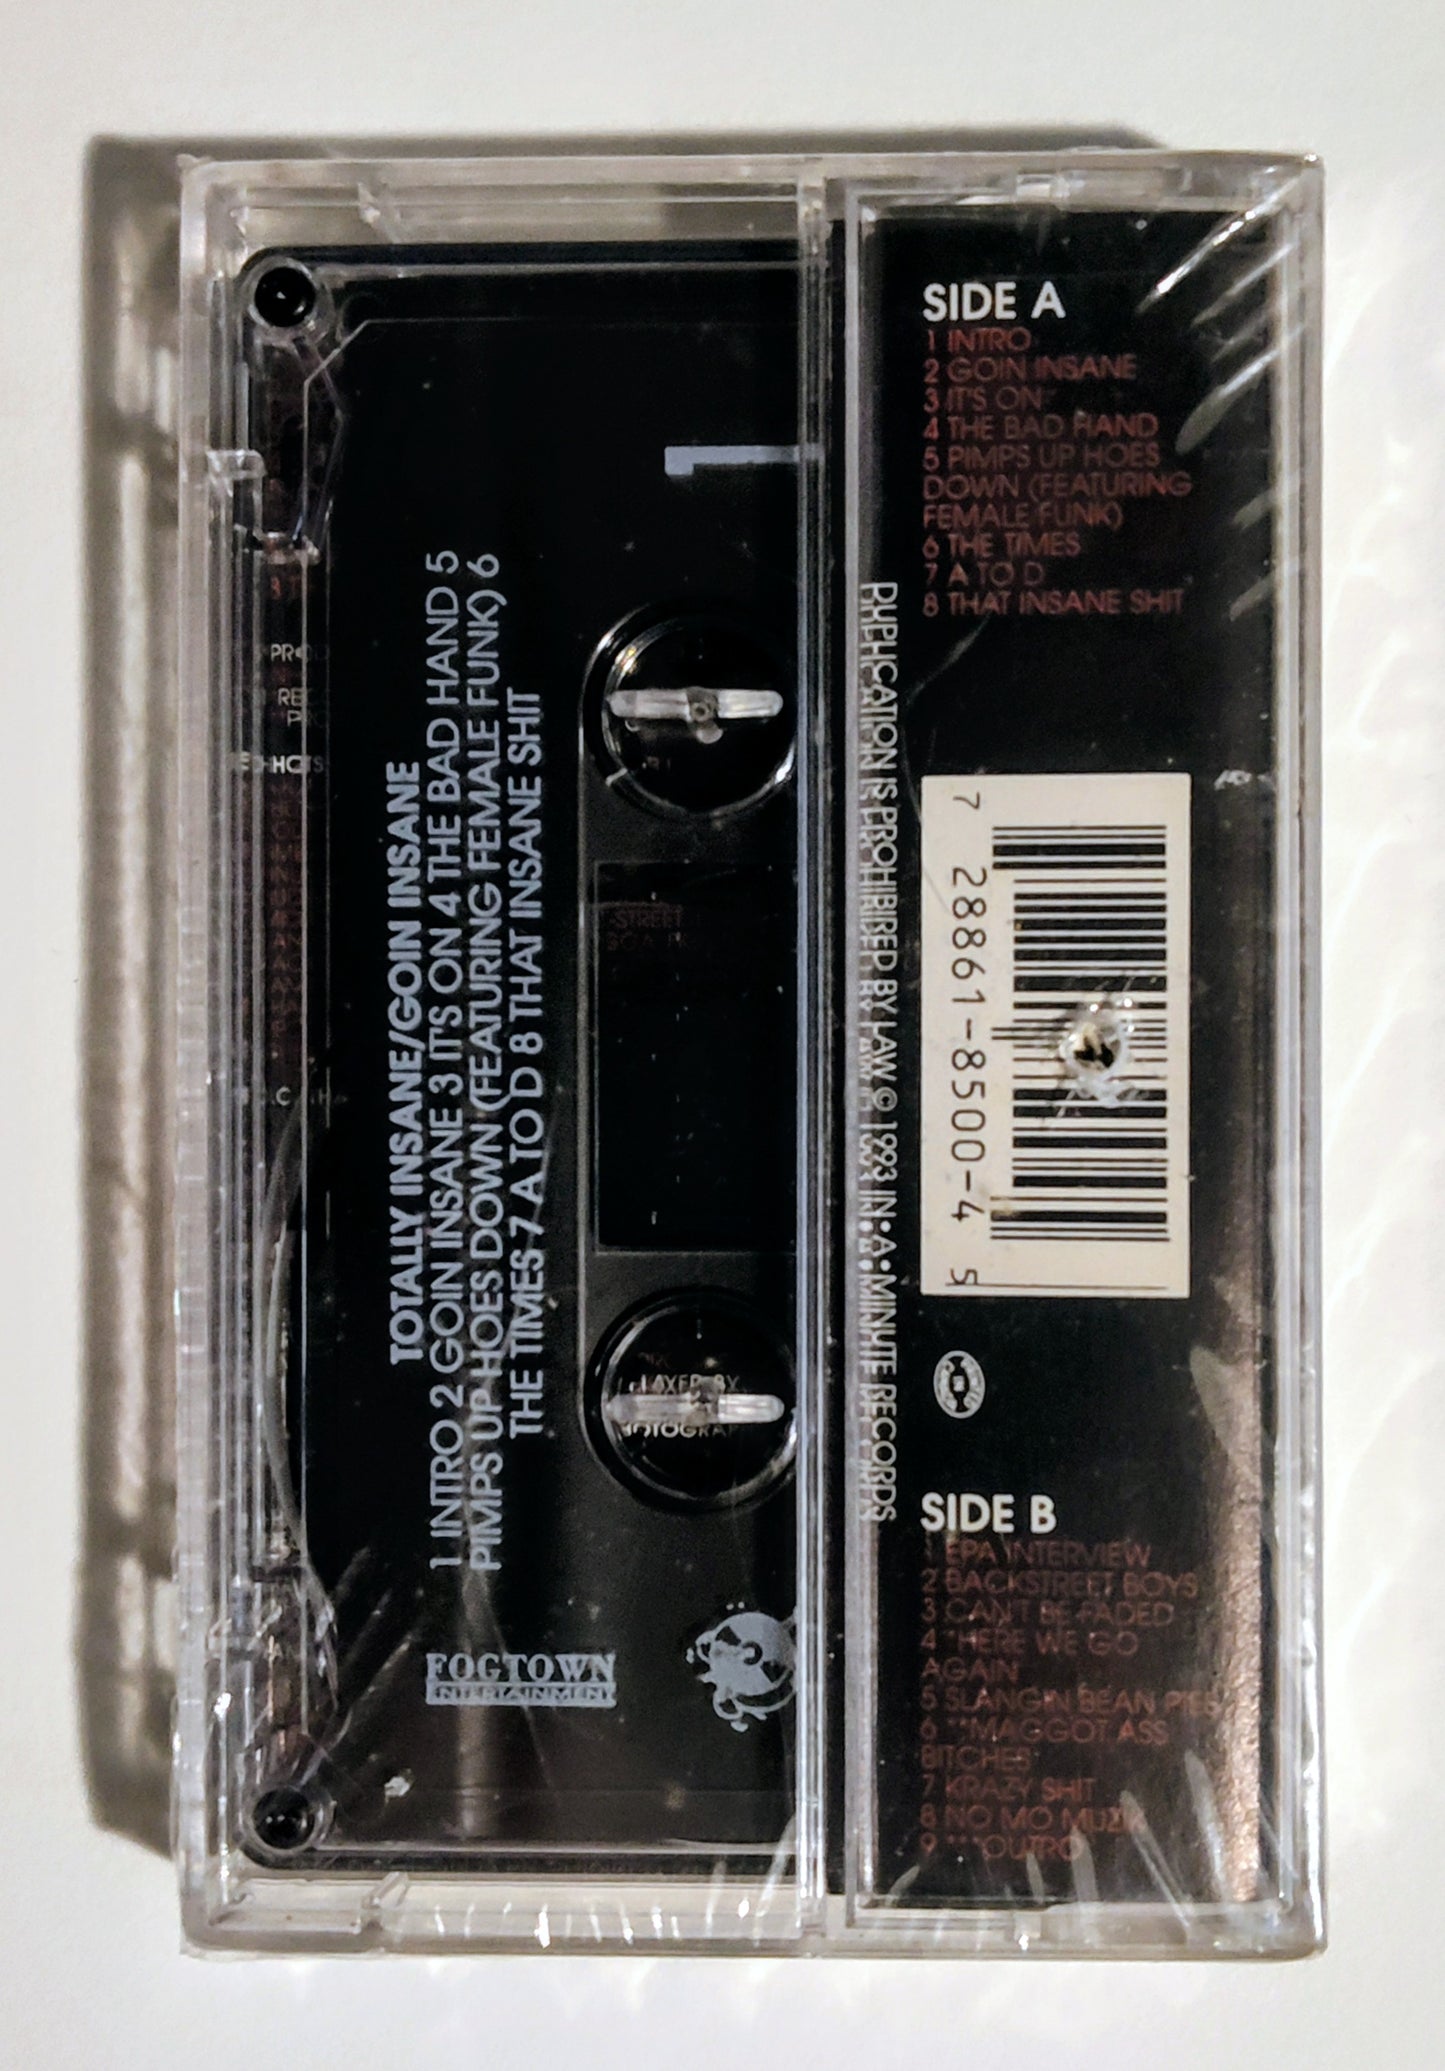 TOTALLY INSANE/GOIN INSANE
1 INTRO 2 GOIN INSANE 3 IT'S ON 4 THE BAD HAND 5
PIMPS UP HOES DOWN (FEATURING FEMALE FUNK) 6
THE TIMES 7 A TO D 8 THAT INSANE SHIT
FOGTOWN
ENTERTAINMENT
1
DUPLICATION IS PROHIBIRED BY LAW © 1993 IN•A•MINUTE RECORDS
SIDE A
1 INTRO
2 GOIN INSANE
3 IT'S ON
4 THE BAD HAND
5 PIMPS UP HOES
DOWN (FEATURING
FEMALE FUNK)
6 THE TIMES
7 A TO D
8 THAT INSANE SHIT
7 28861-8500-4 5
SIDE B
1 EPA INTERVIEW
2 BACKSTREET BOYS
3 CAN'T BE FADED
4 *HERE WE GO
AGAIN
5 SLANGIN BEAN PIES
6 **MAGGOT ASS
BITCHES
7 KRAZY SHIT
8 NO MO MUZIK
9 ***OUTRO